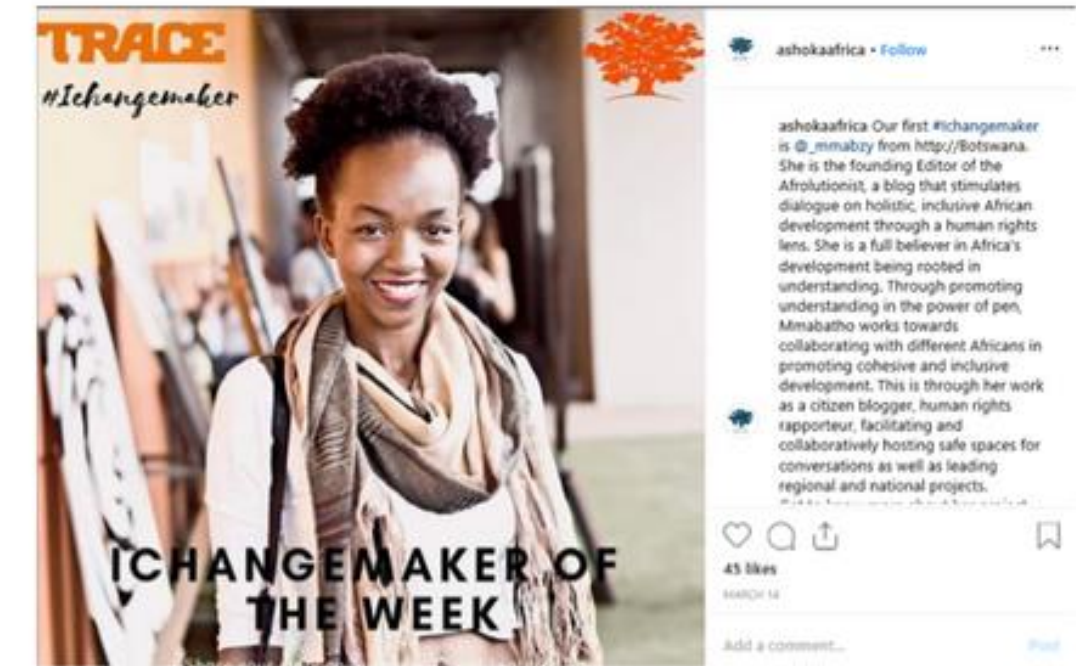 TRACE
#Ichangemaker
ICHANGEMAKER OF
THE WEEK
ashokaafrica • Follow
ashokaafrica Our first #Ichangemaker
is @_mmabzy from http://Botswana.
She is the founding Editor of the
Afrolutionist, a blog that stimulates
dialogue on holistic, inclusive African
development through a human rights
lens. She is a full believer in Africa's
development being rooted in
understanding. Through promoting
understanding in the power of pen,
Mmabatho works towards
collaborating with different Africans in
promoting cohesive and inclusive
development. This is through her work
as a citizen blogger, human rights
rapporteur, facilitating and
collaboratively hosting safe spaces for
conversations as well as leading
regional and national projects.
45 likes
MARCH 14
Add a comment...
Post